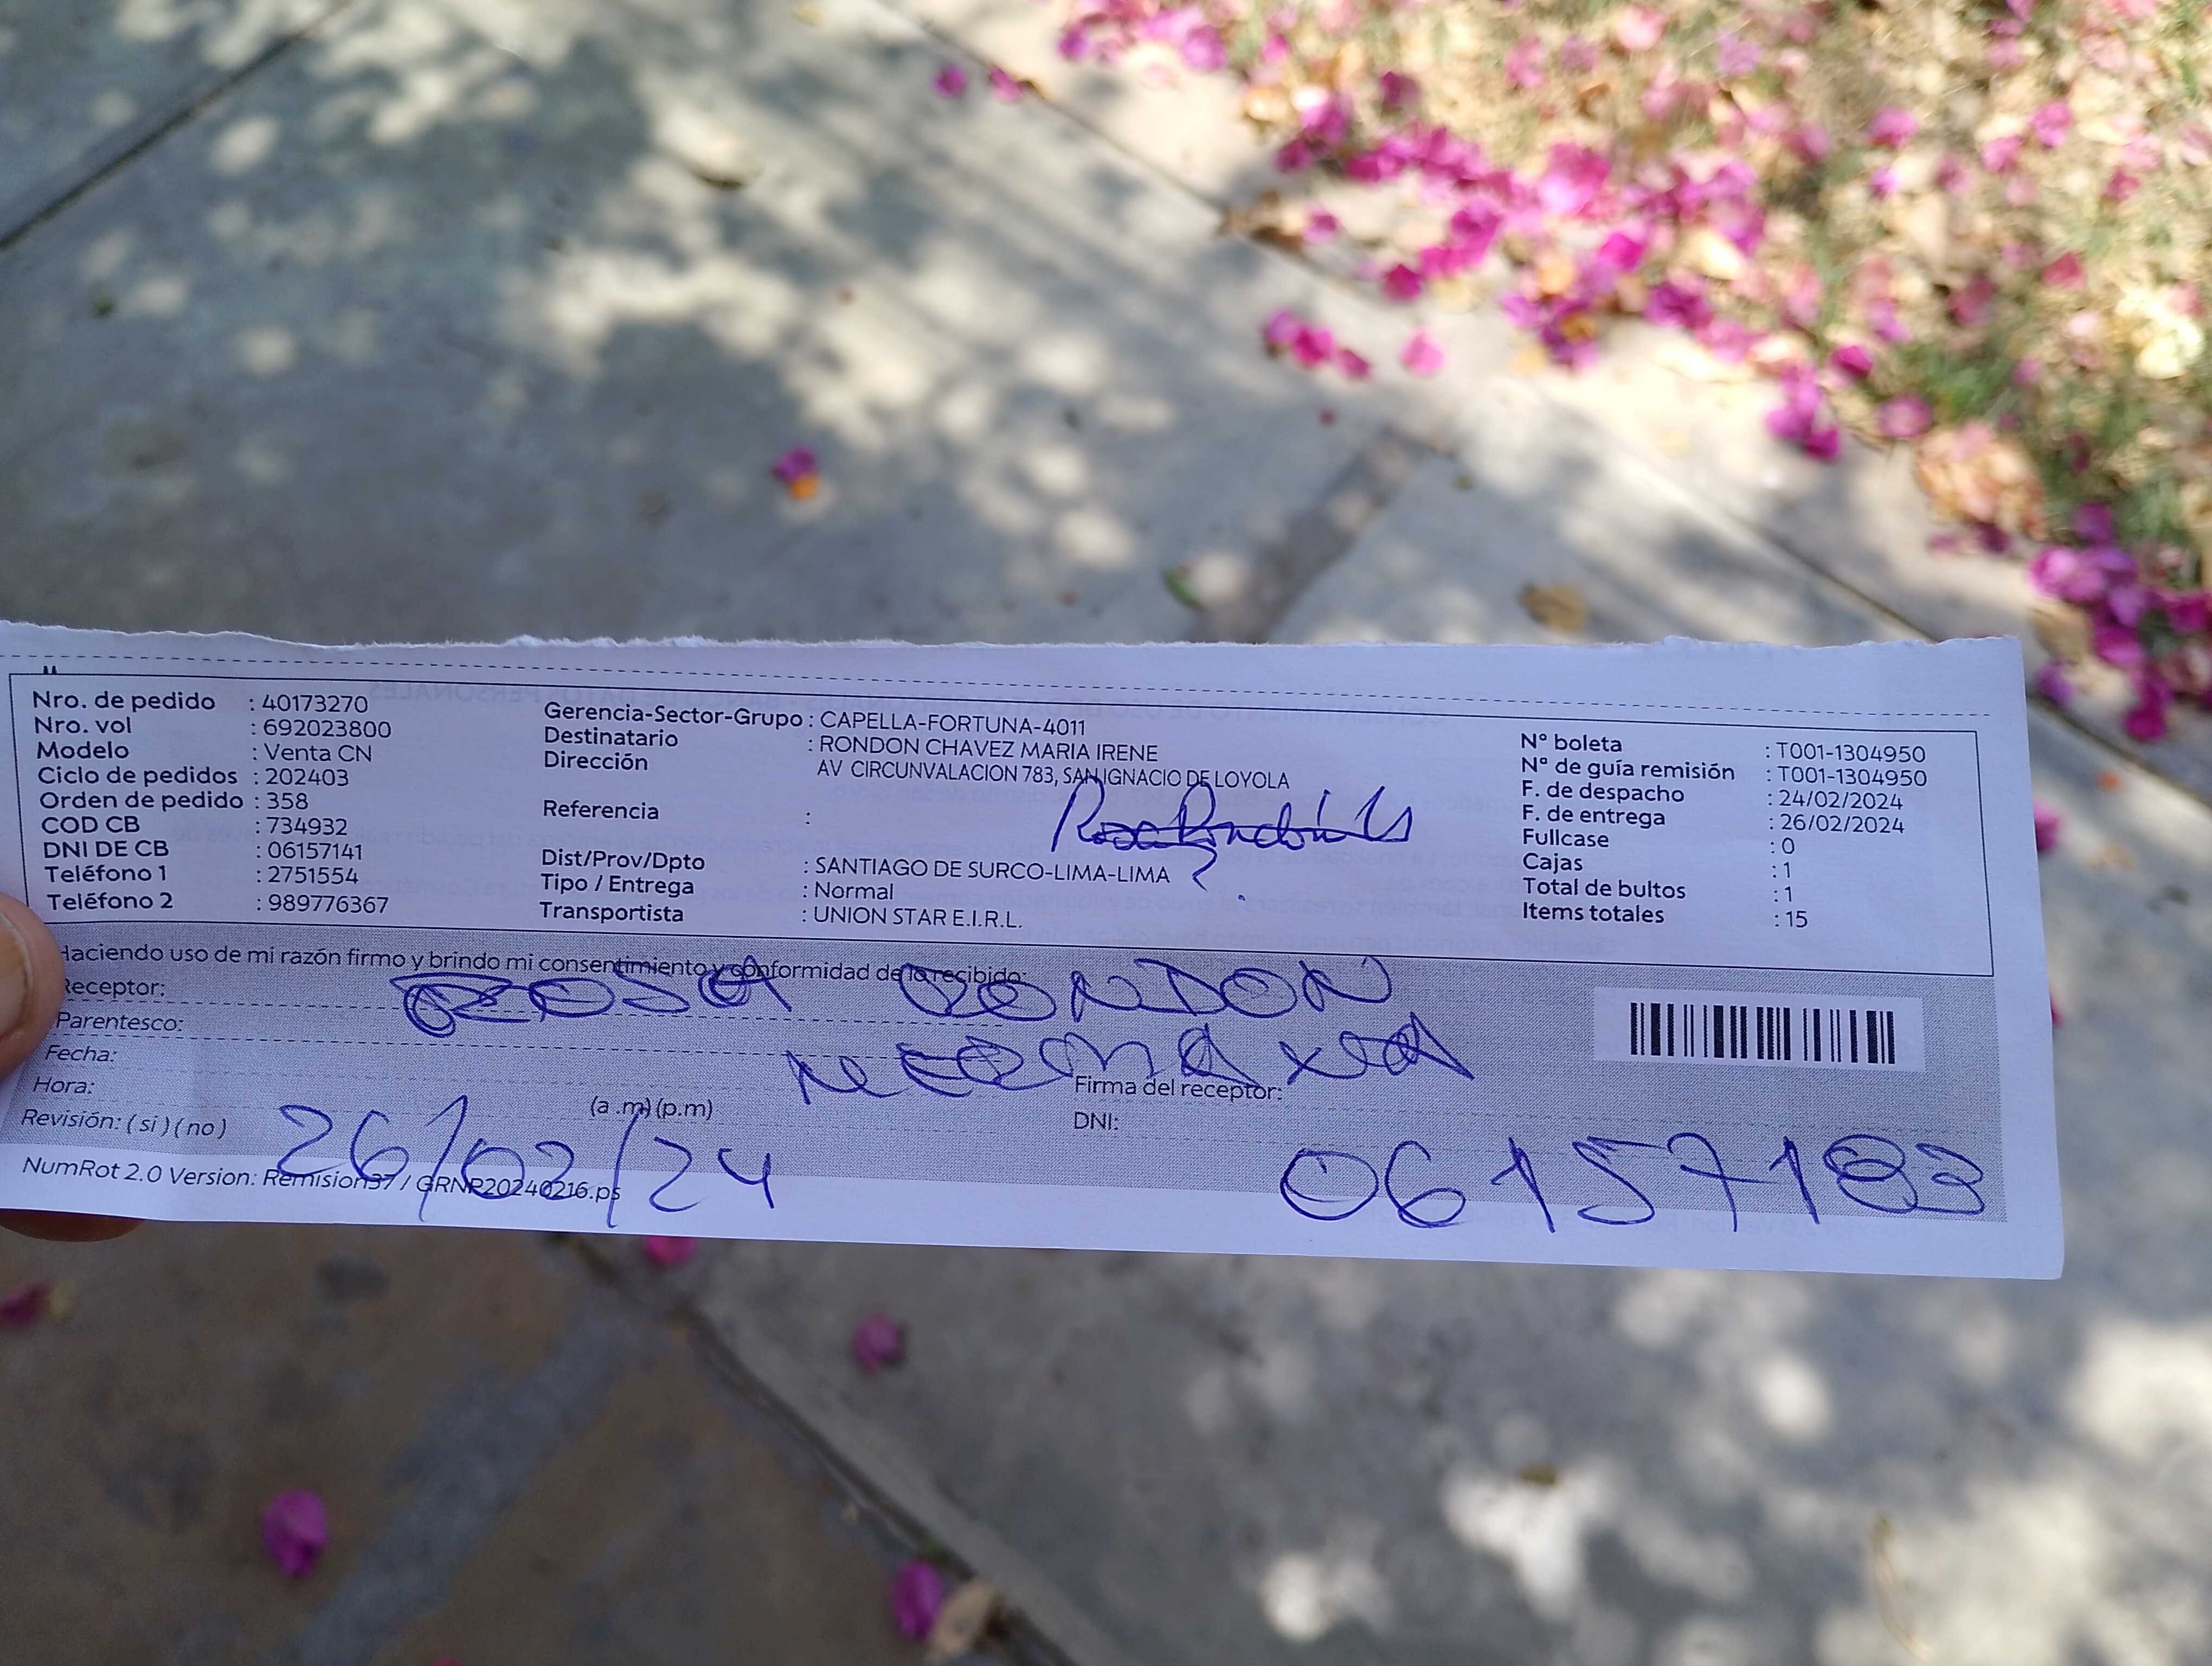 Nro. de pedido : 40173270
Nro. vol : 692023800
Modelo : Venta CN
Ciclo de pedidos : 202403
Orden de pedido : 358
COD CB : 734932
DNI DE CB : 06157141
Teléfono 1 : 2751554
Teléfono 2 : 989776367
Gerencia-Sector-Grupo : CAPELLA-FORTUNA-4011
Destinatario : RONDON CHAVEZ MARIA IRENE
Dirección AV CIRCUNVALACION 783, SAN IGNACIO DE LOYOLA
Referencia :
Dist/Prov/Dpto : SANTIAGO DE SURCO-LIMA-LIMA
Tipo / Entrega : Normal
Transportista : UNION STAR E.I.R.L.
N° boleta : T001-1304950
N° de guía remisión : T001-1304950
F. de despacho : 24/02/2024
F. de entrega : 26/02/2024
Fullcase : 0
Cajas : 1
Total de bultos : 1
Items totales : 15
Haciendo uso de mi razón firmo y brindo mi consentimiento y conformidad de lo recibido:
Receptor: ROSA RONDON
Parentesco: HERMANA
Fecha:
Hora: (a .m) (p.m)
Firma del receptor:
Revisión: ( si ) ( no ) 26/02/24
DNI: 06157183
NumRot 2.0 Version: Remision37 / GRNP20240216.ps